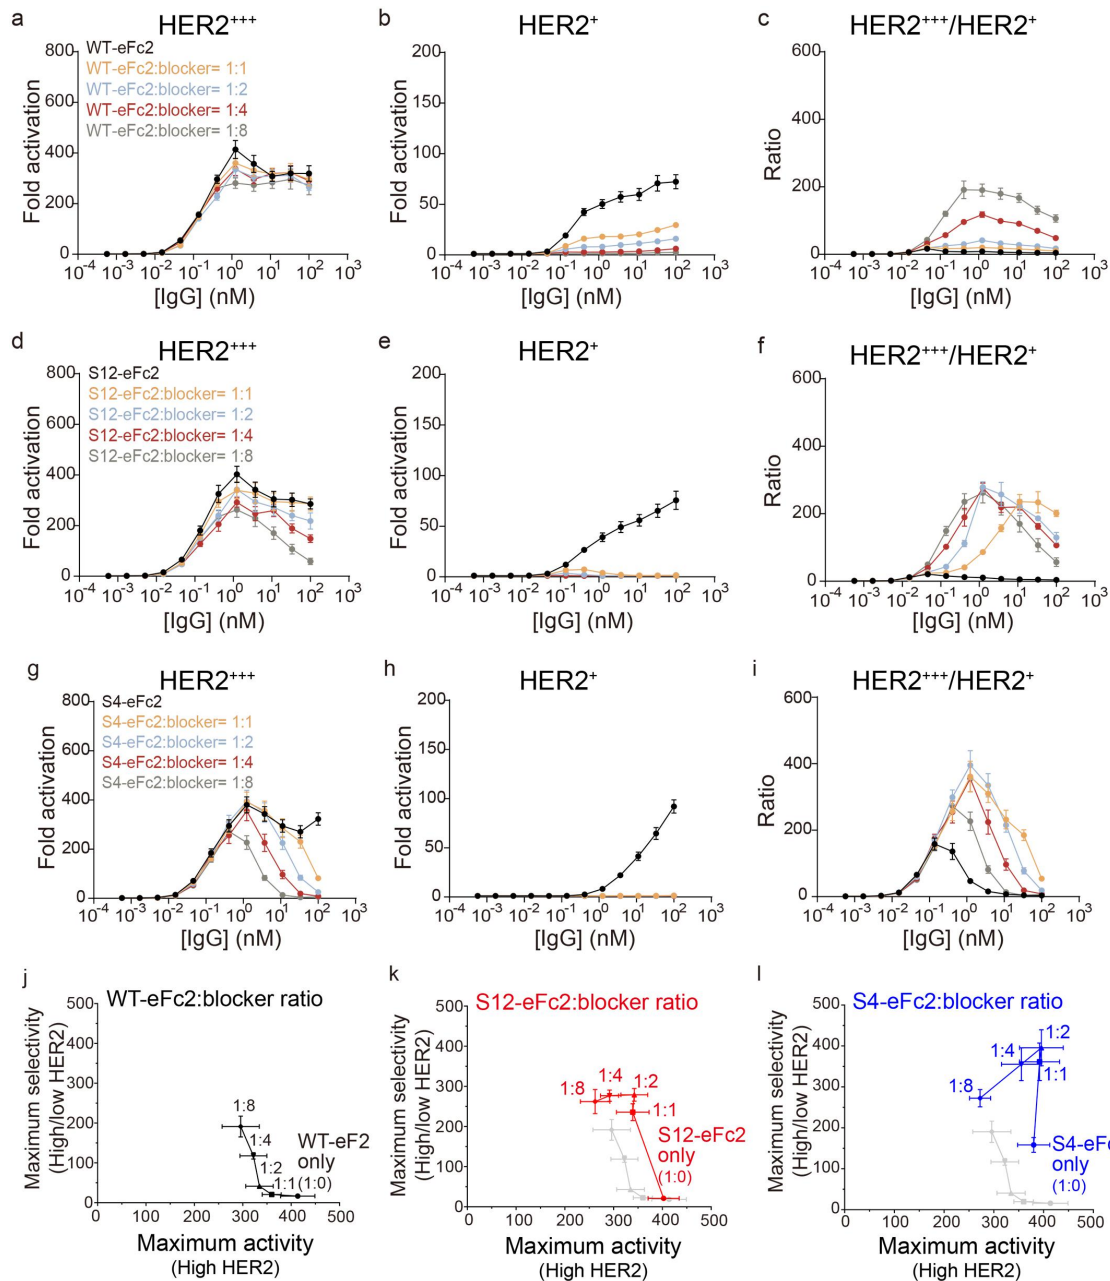 a
HER2+++
WT-eFc2
WT-eFc2:blocker= 1:1
WT-eFc2:blocker= 1:2
WT-eFc2:blocker= 1:4
WT-eFc2:blocker= 1:8
Fold activation
800
600
400
200
0
10⁻⁴ 10⁻³ 10⁻² 10⁻¹ 10⁰ 10¹ 10² 10³
[IgG] (nM)
b
HER2⁺
Fold activation
200
150
100
50
0
10⁻⁴ 10⁻³ 10⁻² 10⁻¹ 10⁰ 10¹ 10² 10³
[IgG] (nM)
c
HER2+++/HER2⁺
Ratio
600
400
200
0
10⁻⁴ 10⁻³ 10⁻² 10⁻¹ 10⁰ 10¹ 10² 10³
[IgG] (nM)
d
HER2+++
S12-eFc2
S12-eFc2:blocker= 1:1
S12-eFc2:blocker= 1:2
S12-eFc2:blocker= 1:4
S12-eFc2:blocker= 1:8
Fold activation
800
600
400
200
0
10⁻⁴ 10⁻³ 10⁻² 10⁻¹ 10⁰ 10¹ 10² 10³
[IgG] (nM)
e
HER2⁺
Fold activation
200
150
100
50
0
10⁻⁴ 10⁻³ 10⁻² 10⁻¹ 10⁰ 10¹ 10² 10³
[IgG] (nM)
f
HER2+++/HER2⁺
Ratio
600
400
200
0
10⁻⁴ 10⁻³ 10⁻² 10⁻¹ 10⁰ 10¹ 10² 10³
[IgG] (nM)
g
HER2+++
S4-eFc2
S4-eFc2:blocker= 1:1
S4-eFc2:blocker= 1:2
S4-eFc2:blocker= 1:4
S4-eFc2:blocker= 1:8
Fold activation
800
600
400
200
0
10⁻⁴ 10⁻³ 10⁻² 10⁻¹ 10⁰ 10¹ 10² 10³
[IgG] (nM)
h
HER2⁺
Fold activation
200
150
100
50
0
10⁻⁴ 10⁻³ 10⁻² 10⁻¹ 10⁰ 10¹ 10² 10³
[IgG] (nM)
i
HER2+++/HER2⁺
Ratio
600
400
200
0
10⁻⁴ 10⁻³ 10⁻² 10⁻¹ 10⁰ 10¹ 10² 10³
[IgG] (nM)
j
WT-eFc2:blocker ratio
Maximum selectivity
(High/low HER2)
500
400
300
200
100
0
1:8
1:4
1:2
1:1
WT-eF2
only
(1:0)
0 100 200 300 400 500
Maximum activity
(High HER2)
k
S12-eFc2:blocker ratio
Maximum selectivity
(High/low HER2)
500
400
300
200
100
0
1:8
1:4
1:2
1:1
S12-eFc2
only
(1:0)
0 100 200 300 400 500
Maximum activity
(High HER2)
l
S4-eFc2:blocker ratio
Maximum selectivity
(High/low HER2)
500
400
300
200
100
0
1:2
1:4
1:1
1:8
S4-eFc
only
(1:0)
0 100 200 300 400 500
Maximum activity
(High HER2)